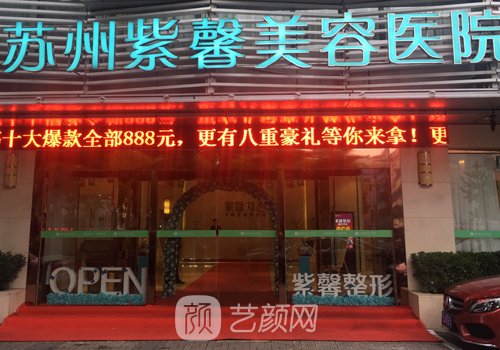 苏州紫馨美容医院
十大爆款全部888元，更有八重豪礼等你来拿！更
OPEN
紫馨整形
颜 艺颜网